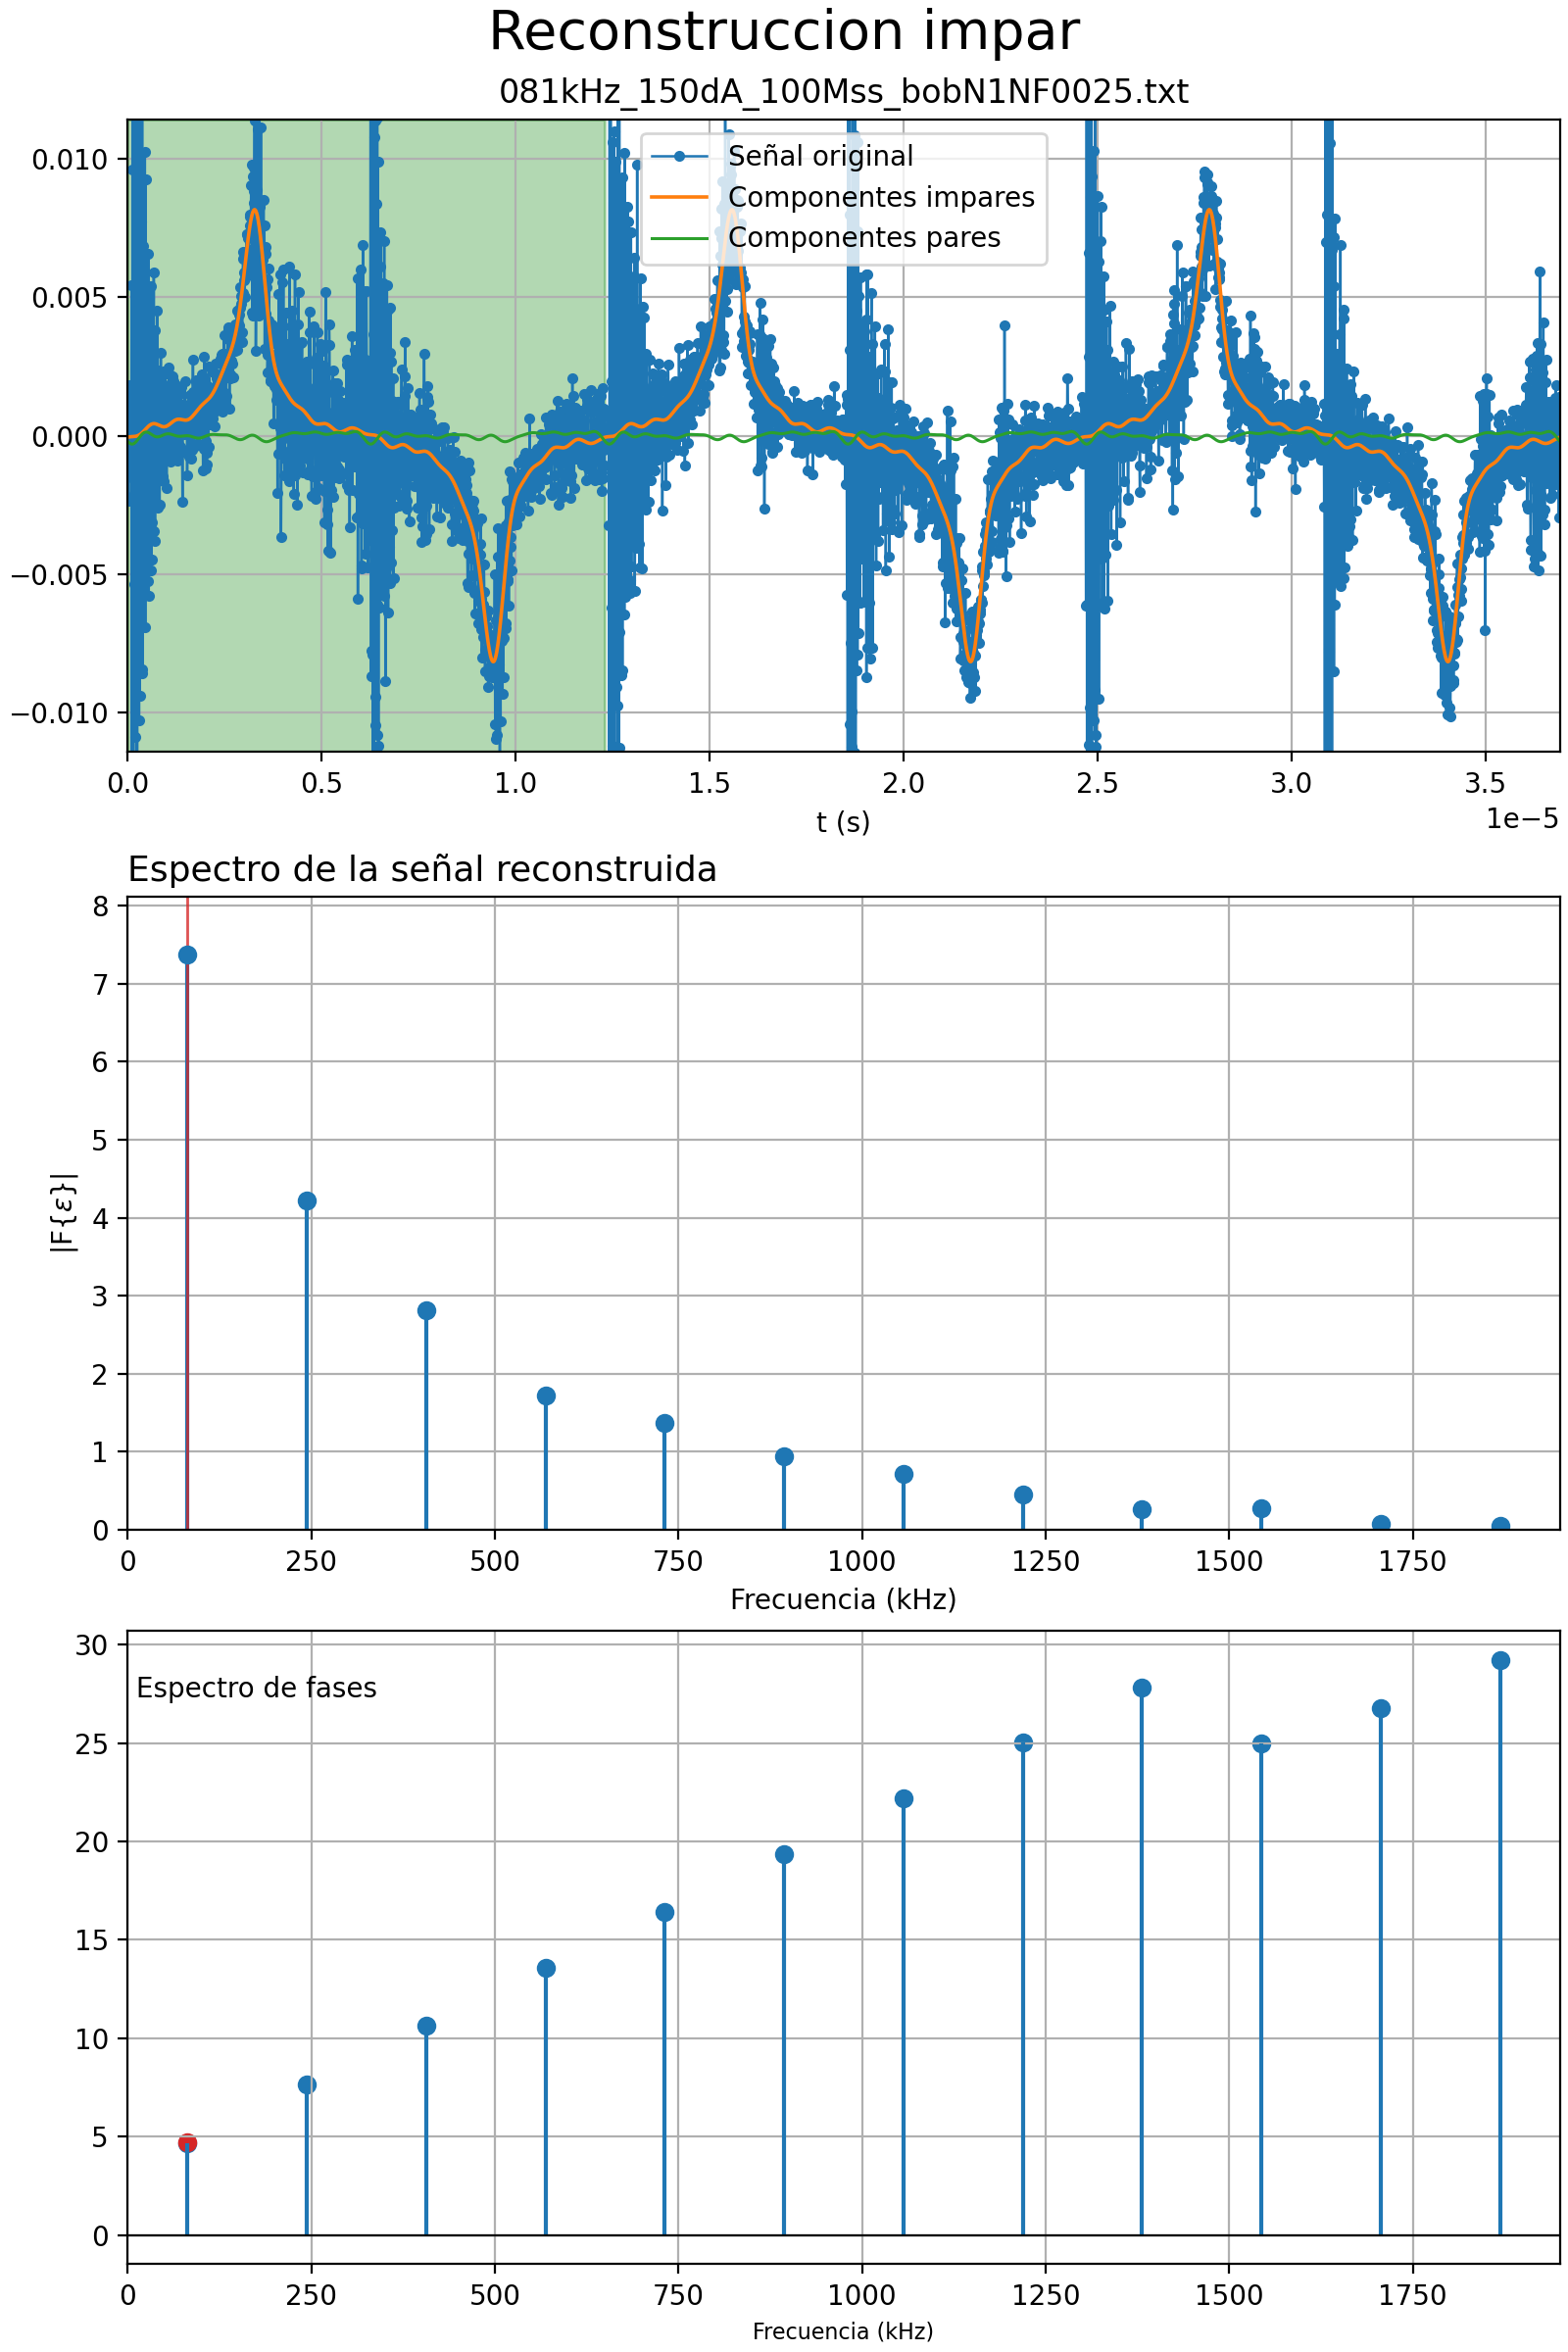 Reconstruccion impar
081kHz_150dA_100Mss_bobN1NF0025.txt
Señal original
Componentes impares
Componentes pares
0.010
0.005
0.000
−0.005
−0.010
0.0 0.5 1.0 1.5 2.0 2.5 3.0 3.5
1e−5
t (s)
Espectro de la señal reconstruida
8
7
6
5
4
3
2
1
0
|F{ε}|
0 250 500 750 1000 1250 1500 1750
Frecuencia (kHz)
Espectro de fases
30
25
20
15
10
5
0
0 250 500 750 1000 1250 1500 1750
Frecuencia (kHz)